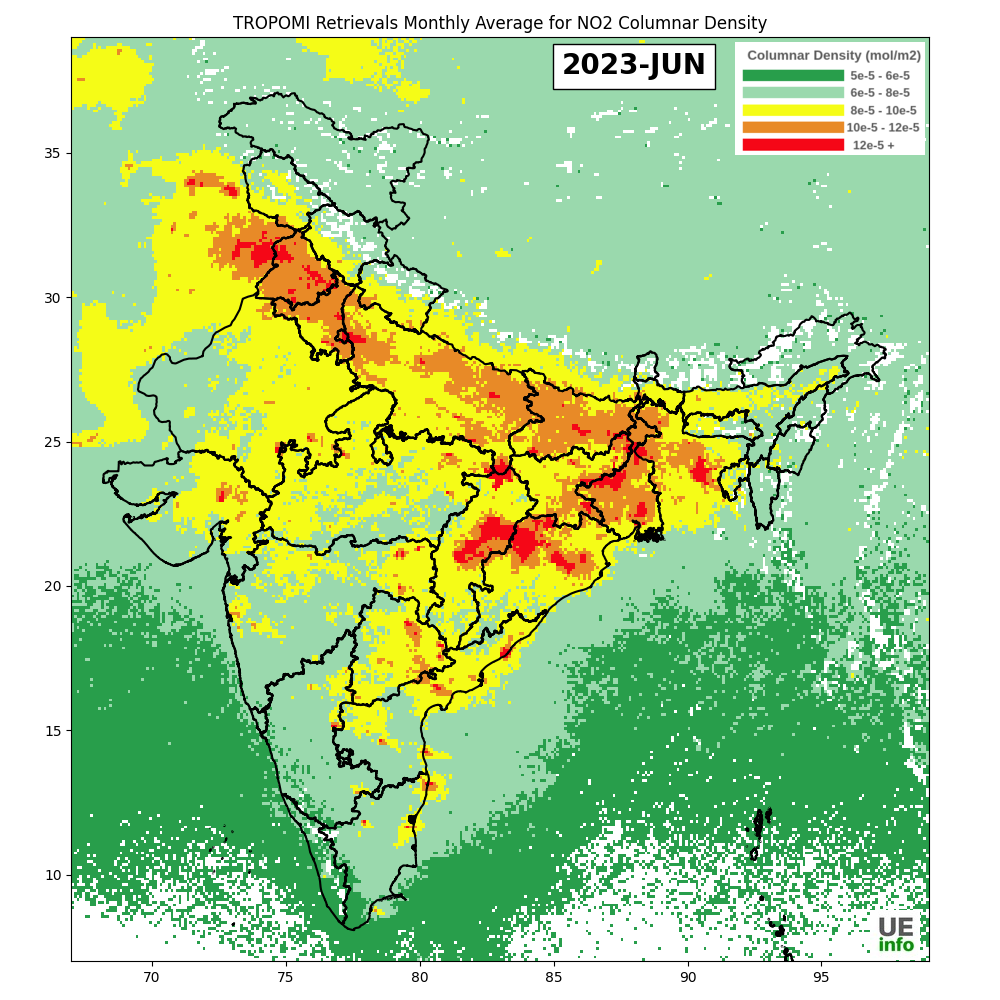 TROPOMI Retrievals Monthly Average for NO2 Columnar Density
2023-JUN
Columnar Density (mol/m2)
5e-5 - 6e-5
6e-5 - 8e-5
8e-5 - 10e-5
10e-5 - 12e-5
12e-5 +
35
30
25
20
15
10
70
75
80
85
90
95
UE
info